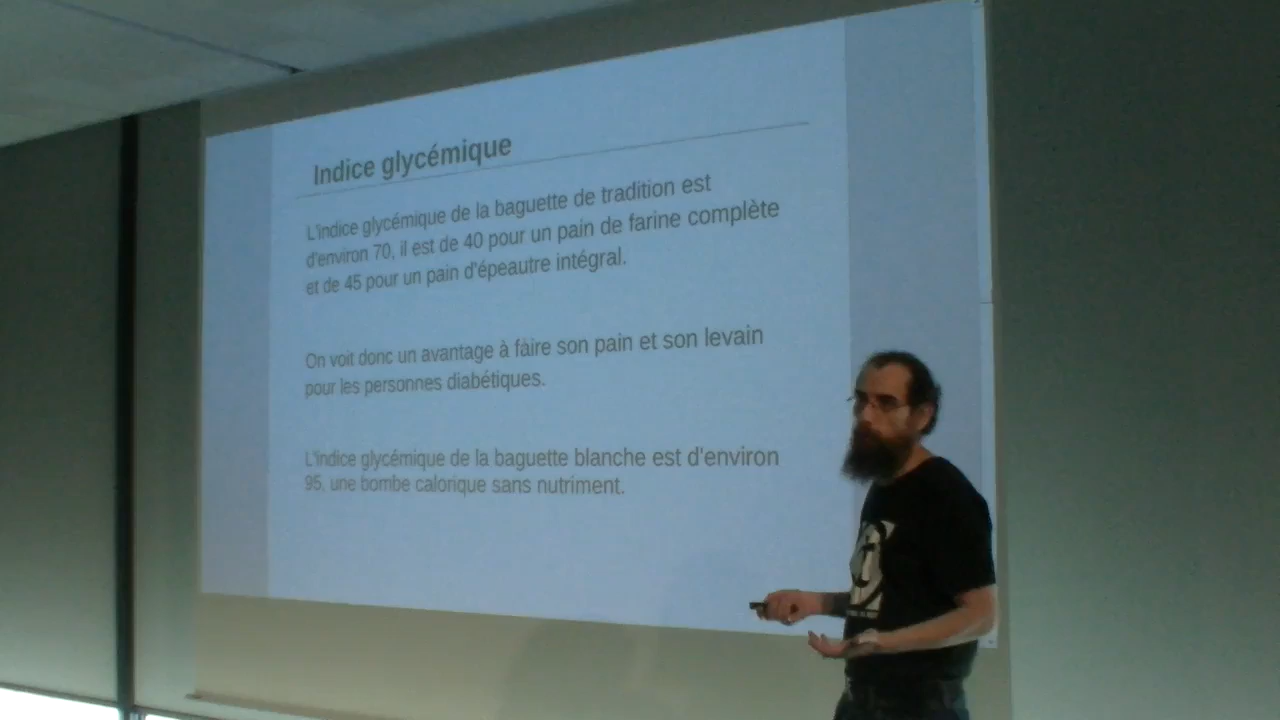 Indice glycémique
L'indice glycémique de la baguette de tradition est
d'environ 70, il est de 40 pour un pain de farine complète
et de 45 pour un pain d'épeautre intégral.
On voit donc un avantage à faire son pain et son levain
pour les personnes diabétiques.
L'indice glycémique de la baguette blanche est d'environ
95, une bombe calorique sans nutriment.